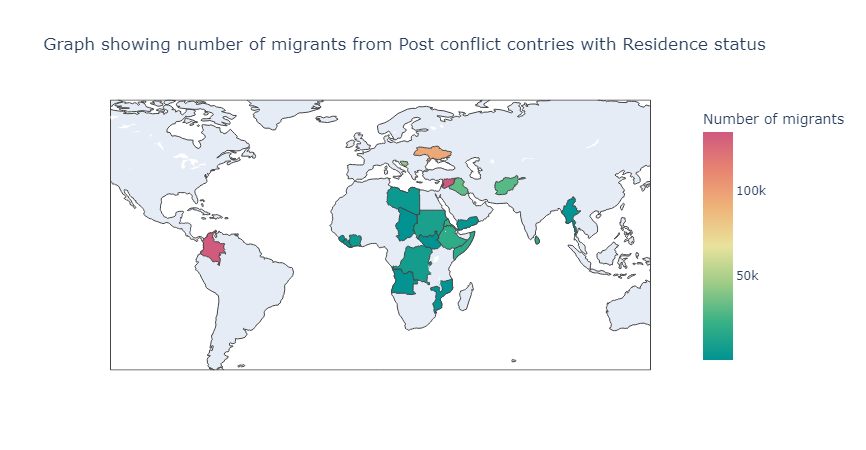 Graph showing number of migrants from Post conflict contries with Residence status
Number of migrants
100k
50k